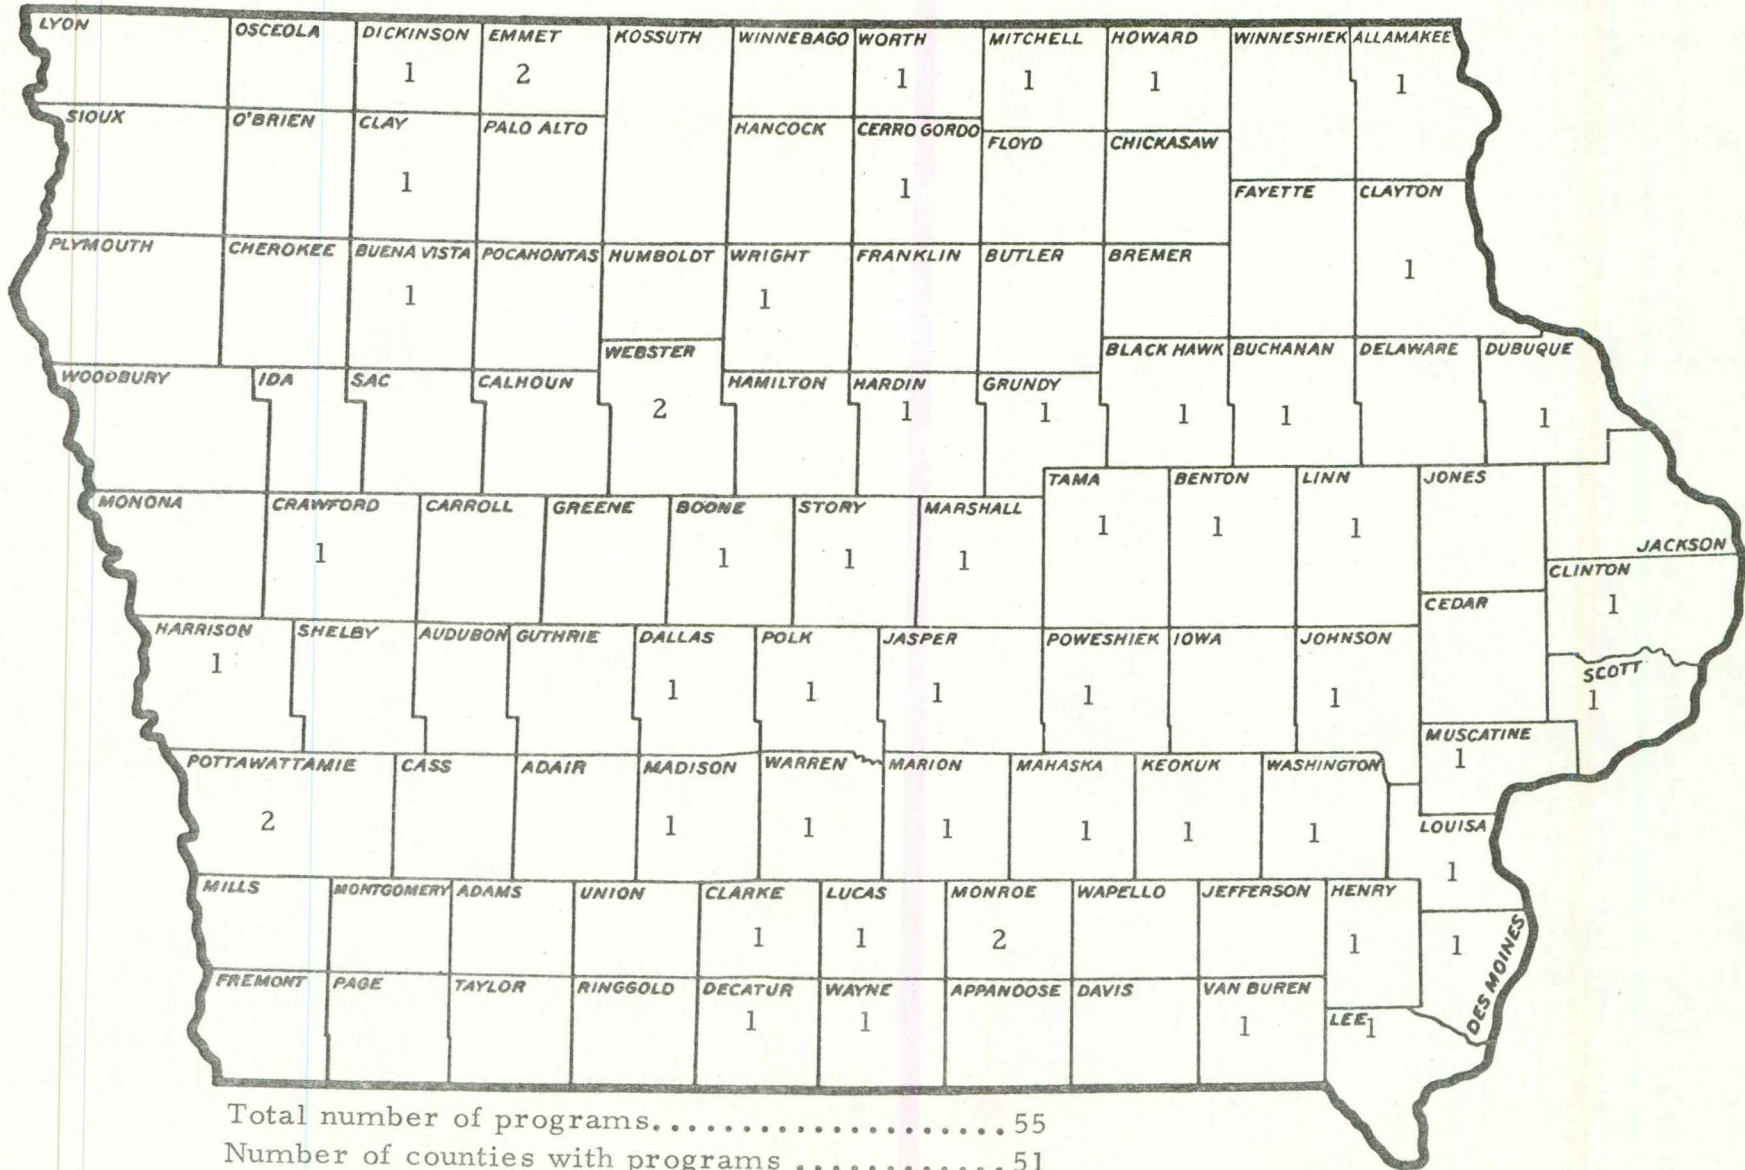 LYON OSCEOLA DICKINSON EMMET KOSSUTH WINNEBAGO WORTH MITCHELL HOWARD WINNESHIEK ALLAMAKEE
1 2 1 1 1 1
SIOUX O'BRIEN CLAY PALO ALTO HANCOCK CERRO GORDO FLOYD CHICKASAW
1 1
FAYETTE CLAYTON
1
PLYMOUTH CHEROKEE BUENA VISTA POCAHONTAS HUMBOLDT WRIGHT FRANKLIN BUTLER BREMER
1 1
WEBSTER BLACK HAWK BUCHANAN DELAWARE DUBUQUE
2 1 1 1
WOODBURY IDA SAC CALHOUN HAMILTON HARDIN GRUNDY
1 1
TAMA BENTON LINN JONES
1 1 1
MONONA CRAWFORD CARROLL GREENE BOONE STORY MARSHALL JACKSON
1 1 1 1
CLINTON
1
CEDAR
HARRISON SHELBY AUDUBON GUTHRIE DALLAS POLK JASPER POWESHIEK IOWA JOHNSON
1 1 1 1 1 1
SCOTT
1
MUSCATINE
1
POTTAWATTAMIE CASS ADAIR MADISON WARREN MARION MAHASKA KEOKUK WASHINGTON
2 1 1 1 1 1 1
LOUISA
1
MILLS MONTGOMERY ADAMS UNION CLARKE LUCAS MONROE WAPELLO JEFFERSON HENRY
1 1 2 1
DES MOINES
1
FREMONT PAGE TAYLOR RINGGOLD DECATUR WAYNE APPANOOSE DAVIS VAN BUREN
1 1 1
LEE 1
Total number of programs.................... 55
Number of counties with programs ............ 51